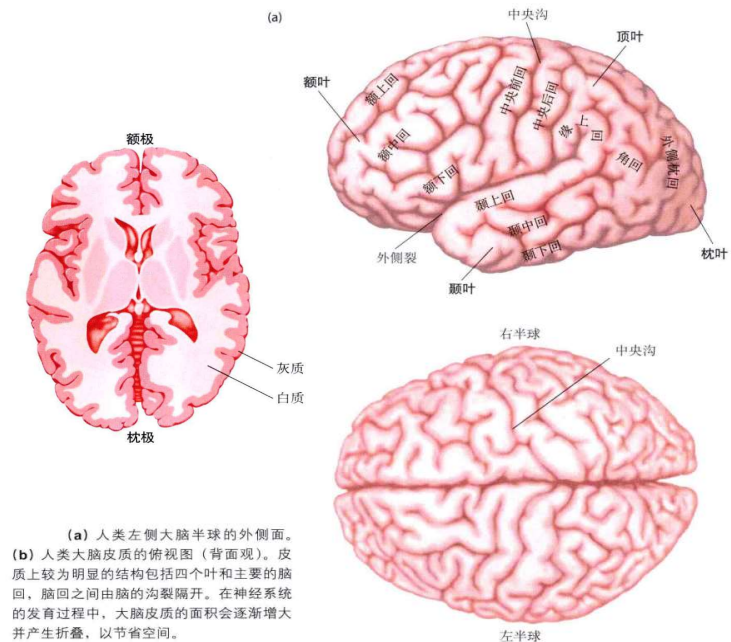 (a)
中央沟
顶叶
额叶
额上回
中央前回
中央后回
缘上回
额中回
角回
外侧枕回
额下回
颞上回
颞中回
颞下回
外侧裂
枕叶
颞叶
额极
灰质
白质
枕极
右半球
中央沟
左半球
(a) 人类左侧大脑半球的外侧面。
(b) 人类大脑皮质的俯视图（背面观）。皮
质上较为明显的结构包括四个叶和主要的脑
回，脑回之间由脑的沟裂隔开。在神经系统
的发育过程中，大脑皮质的面积会逐渐增大
并产生折叠，以节省空间。